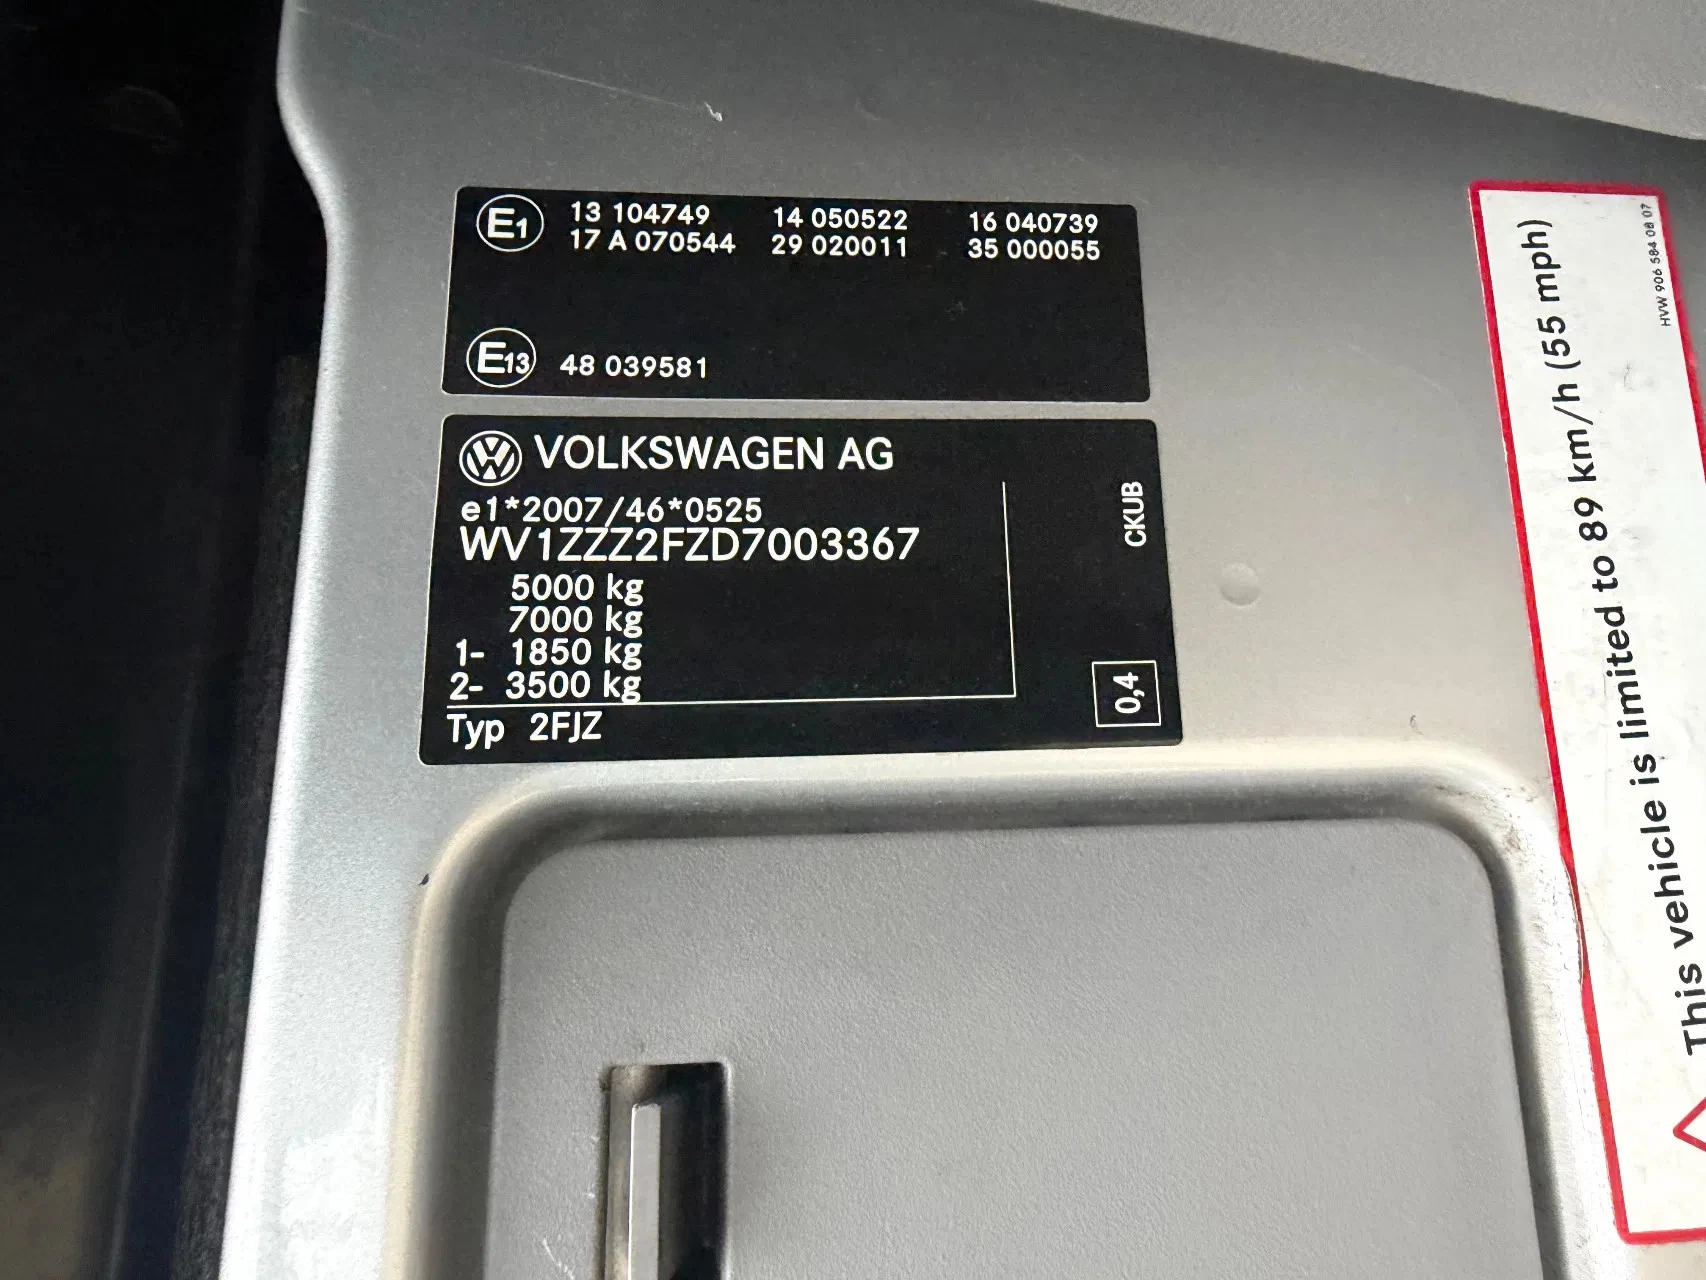 E1 13 104749 14 050522 16 040739
17 A 070544 29 020011 35 000055
E13 48 039581
VOLKSWAGEN AG
e1*2007/46*0525
WV1ZZZ2FZD7003367
5000 kg
7000 kg
1- 1850 kg
2- 3500 kg
Typ 2FJZ
CKUB
0,4
This vehicle is limited to 89 km/h (55 mph)
HVW 906 584 08 07